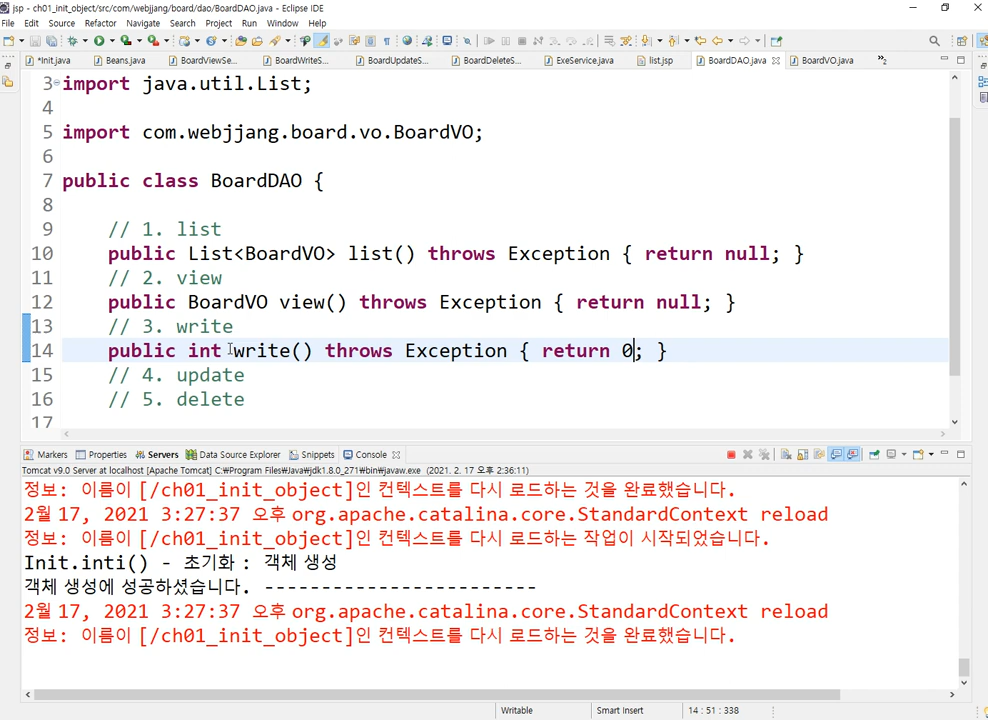 jsp - ch01_init_object/src/com/webjjang/board/dao/BoardDAO.java - Eclipse IDE
File Edit Source Refactor Navigate Search Project Run Window Help
*Init.java Beans.java BoardViewSe... BoardWriteS... BoardUpdateS... BoardDeleteS... ExeService.java list.jsp BoardDAO.java BoardVO.java »2
3 import java.util.List;
4
5 import com.webjjang.board.vo.BoardVO;
6
7 public class BoardDAO {
8
9 // 1. list
10 public List<BoardVO> list() throws Exception { return null; }
11 // 2. view
12 public BoardVO view() throws Exception { return null; }
13 // 3. write
14 public int write() throws Exception { return 0; }
15 // 4. update
16 // 5. delete
17
Markers Properties Servers Data Source Explorer Snippets Console
Tomcat v9.0 Server at localhost [Apache Tomcat] C:₩Program Files₩Java₩jdk1.8.0_271₩bin₩javaw.exe (2021. 2. 17 오후 2:36:11)
정보: 이름이 [/ch01_init_object]인 컨텍스트를 다시 로드하는 것을 완료했습니다.
2월 17, 2021 3:27:37 오후 org.apache.catalina.core.StandardContext reload
정보: 이름이 [/ch01_init_object]인 컨텍스트를 다시 로드하는 작업이 시작되었습니다.
Init.inti() - 초기화 : 객체 생성
객체 생성에 성공하셨습니다. ------------------------
2월 17, 2021 3:27:37 오후 org.apache.catalina.core.StandardContext reload
정보: 이름이 [/ch01_init_object]인 컨텍스트를 다시 로드하는 것을 완료했습니다.
Writable Smart Insert 14 : 51 : 338